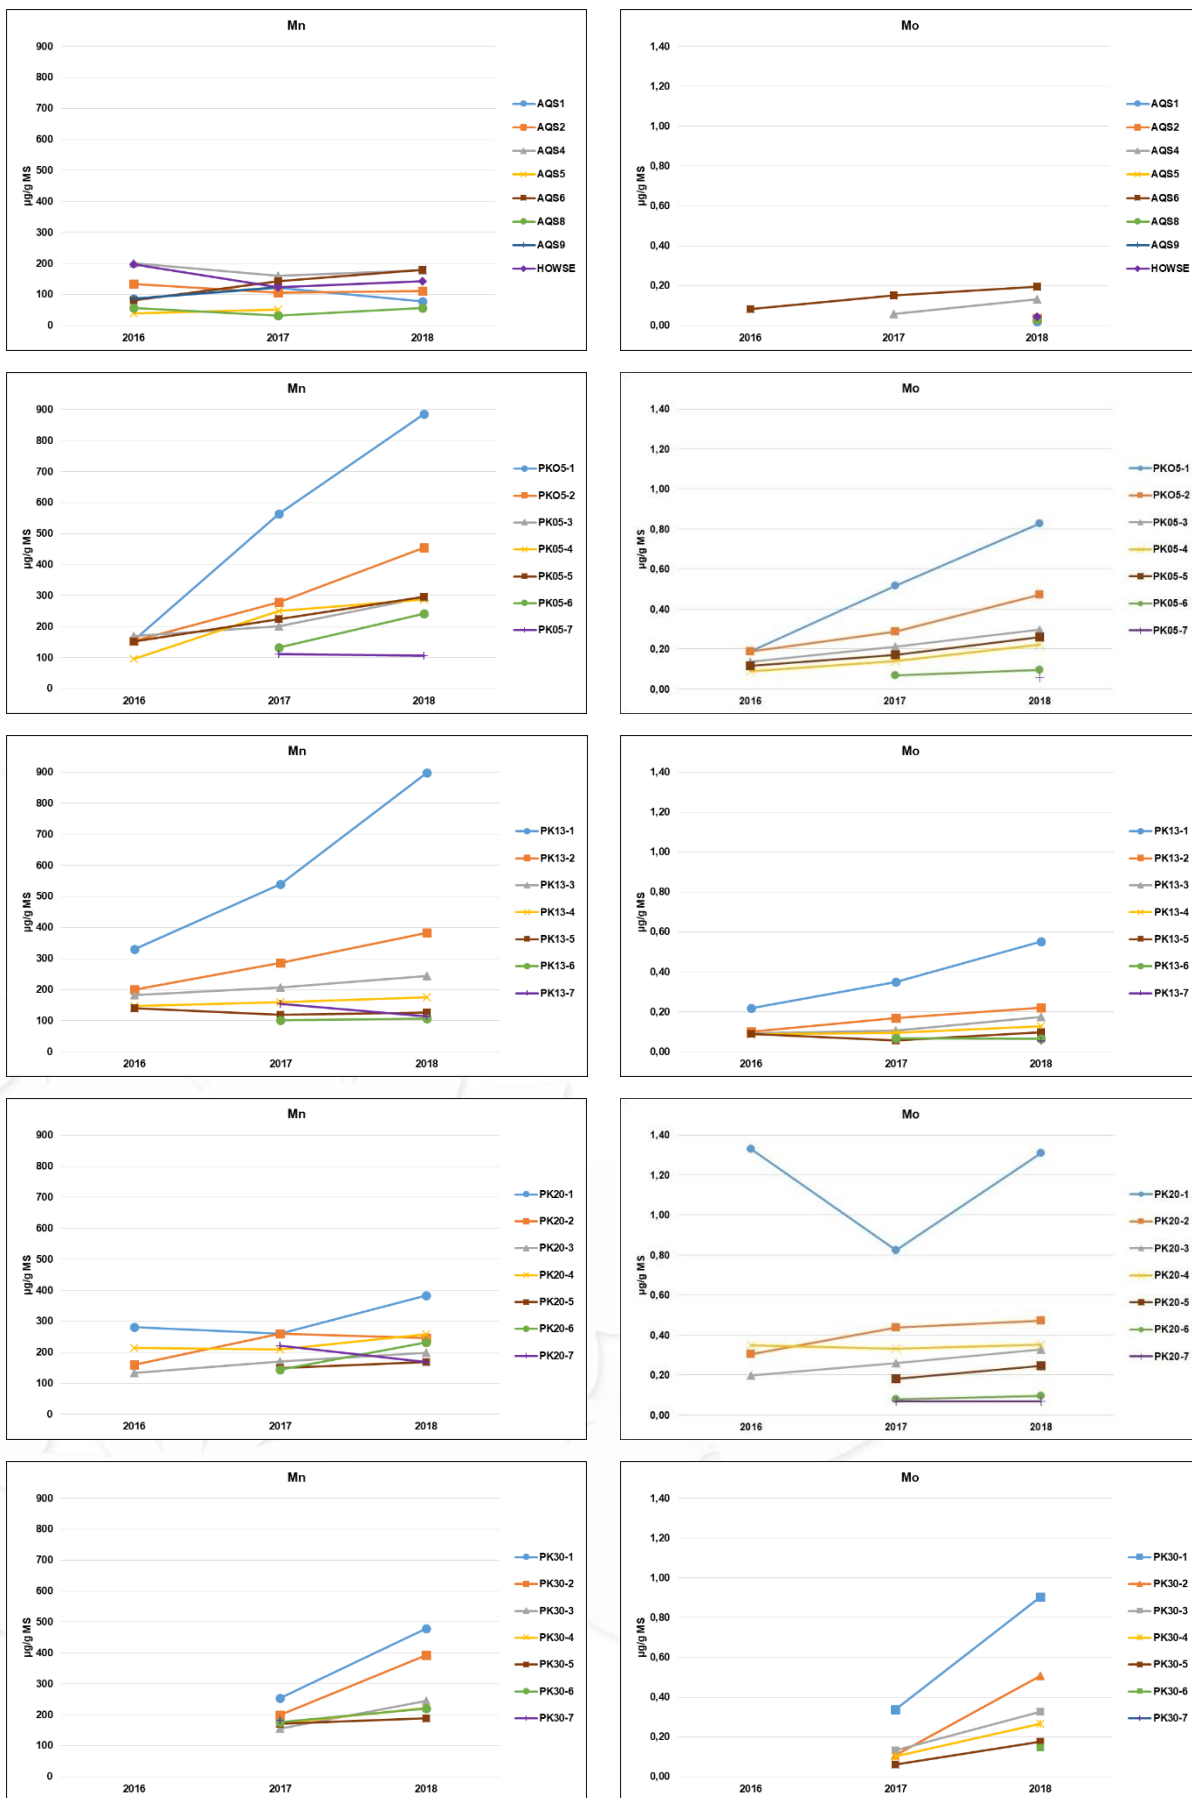 Mn
900
800
700
600
500
400
300
200
100
0
µg/g MS
2016 2017 2018
AQS1
AQS2
AQS4
AQS5
AQS6
AQS8
AQS9
HOWSE
Mo
1,40
1,20
1,00
0,80
0,60
0,40
0,20
0,00
µg/g MS
2016 2017 2018
AQS1
AQS2
AQS4
AQS5
AQS6
AQS8
AQS9
HOWSE
Mn
900
800
700
600
500
400
300
200
100
0
µg/g MS
2016 2017 2018
PKO5-1
PKO5-2
PK05-3
PK05-4
PK05-5
PK05-6
PK05-7
Mo
1,40
1,20
1,00
0,80
0,60
0,40
0,20
0,00
µg/g MS
2016 2017 2018
PKO5-1
PKO5-2
PK05-3
PK05-4
PK05-5
PK05-6
PK05-7
Mn
900
800
700
600
500
400
300
200
100
0
µg/g MS
2016 2017 2018
PK13-1
PK13-2
PK13-3
PK13-4
PK13-5
PK13-6
PK13-7
Mo
1,40
1,20
1,00
0,80
0,60
0,40
0,20
0,00
µg/g MS
2016 2017 2018
PK13-1
PK13-2
PK13-3
PK13-4
PK13-5
PK13-6
PK13-7
Mn
900
800
700
600
500
400
300
200
100
0
µg/g MS
2016 2017 2018
PK20-1
PK20-2
PK20-3
PK20-4
PK20-5
PK20-6
PK20-7
Mo
1,40
1,20
1,00
0,80
0,60
0,40
0,20
0,00
µg/g MS
2016 2017 2018
PK20-1
PK20-2
PK20-3
PK20-4
PK20-5
PK20-6
PK20-7
Mn
900
800
700
600
500
400
300
200
100
0
µg/g MS
2016 2017 2018
PK30-1
PK30-2
PK30-3
PK30-4
PK30-5
PK30-6
PK30-7
Mo
1,40
1,20
1,00
0,80
0,60
0,40
0,20
0,00
µg/g MS
2016 2017 2018
PK30-1
PK30-2
PK30-3
PK30-4
PK30-5
PK30-6
PK30-7